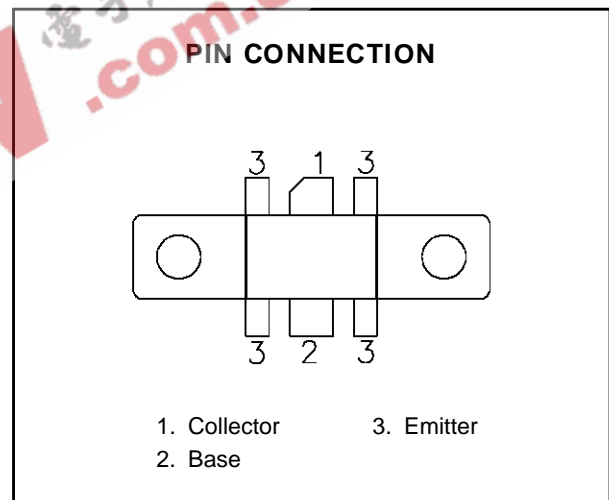 .com.
PIN CONNECTION
3 1 3
3 2 3
1. Collector 3. Emitter
2. Base